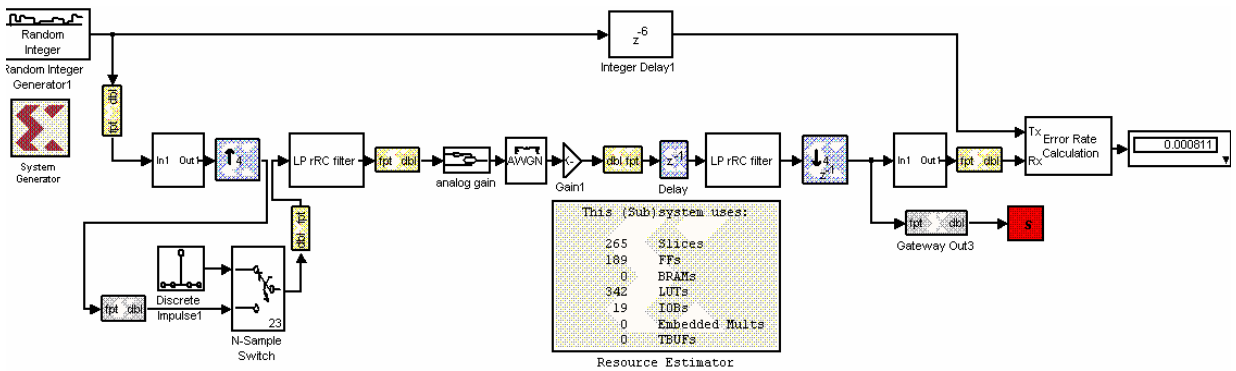 Random
Integer
Random Integer
Generator1
z-6
Integer Delay1
fpt dbl
System
Generator
In1 Out1
4
LP rRC filter
fpt dbl
analog gain
AWGN
Gain1
dbl fpt
z-1
Delay
LP rRC filter
4
z-1
In1 Out1
fpt dbl
Tx
Rx
Error Rate
Calculation
0.000811
fpt dbl
Gateway Out3
s
dbl fpt
Discrete
Impulse1
fpt dbl
23
N-Sample
Switch
This (Sub)system uses:
265 Slices
189 FFs
0 BRAMs
342 LUTs
19 IOBs
0 Embedded Mults
0 TBUFs
Resource Estimator